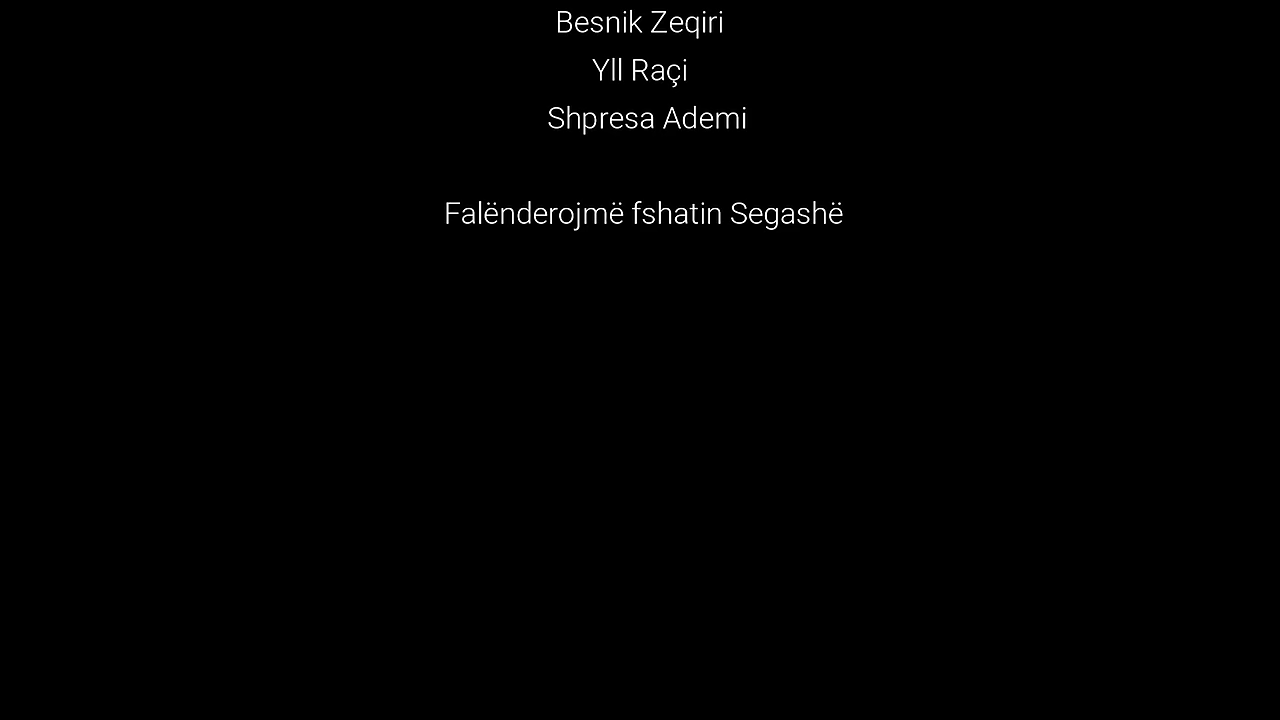 Besnik Zeqiri
Yll Raçi
Shpresa Ademi
Falënderojmë fshatin Segashë